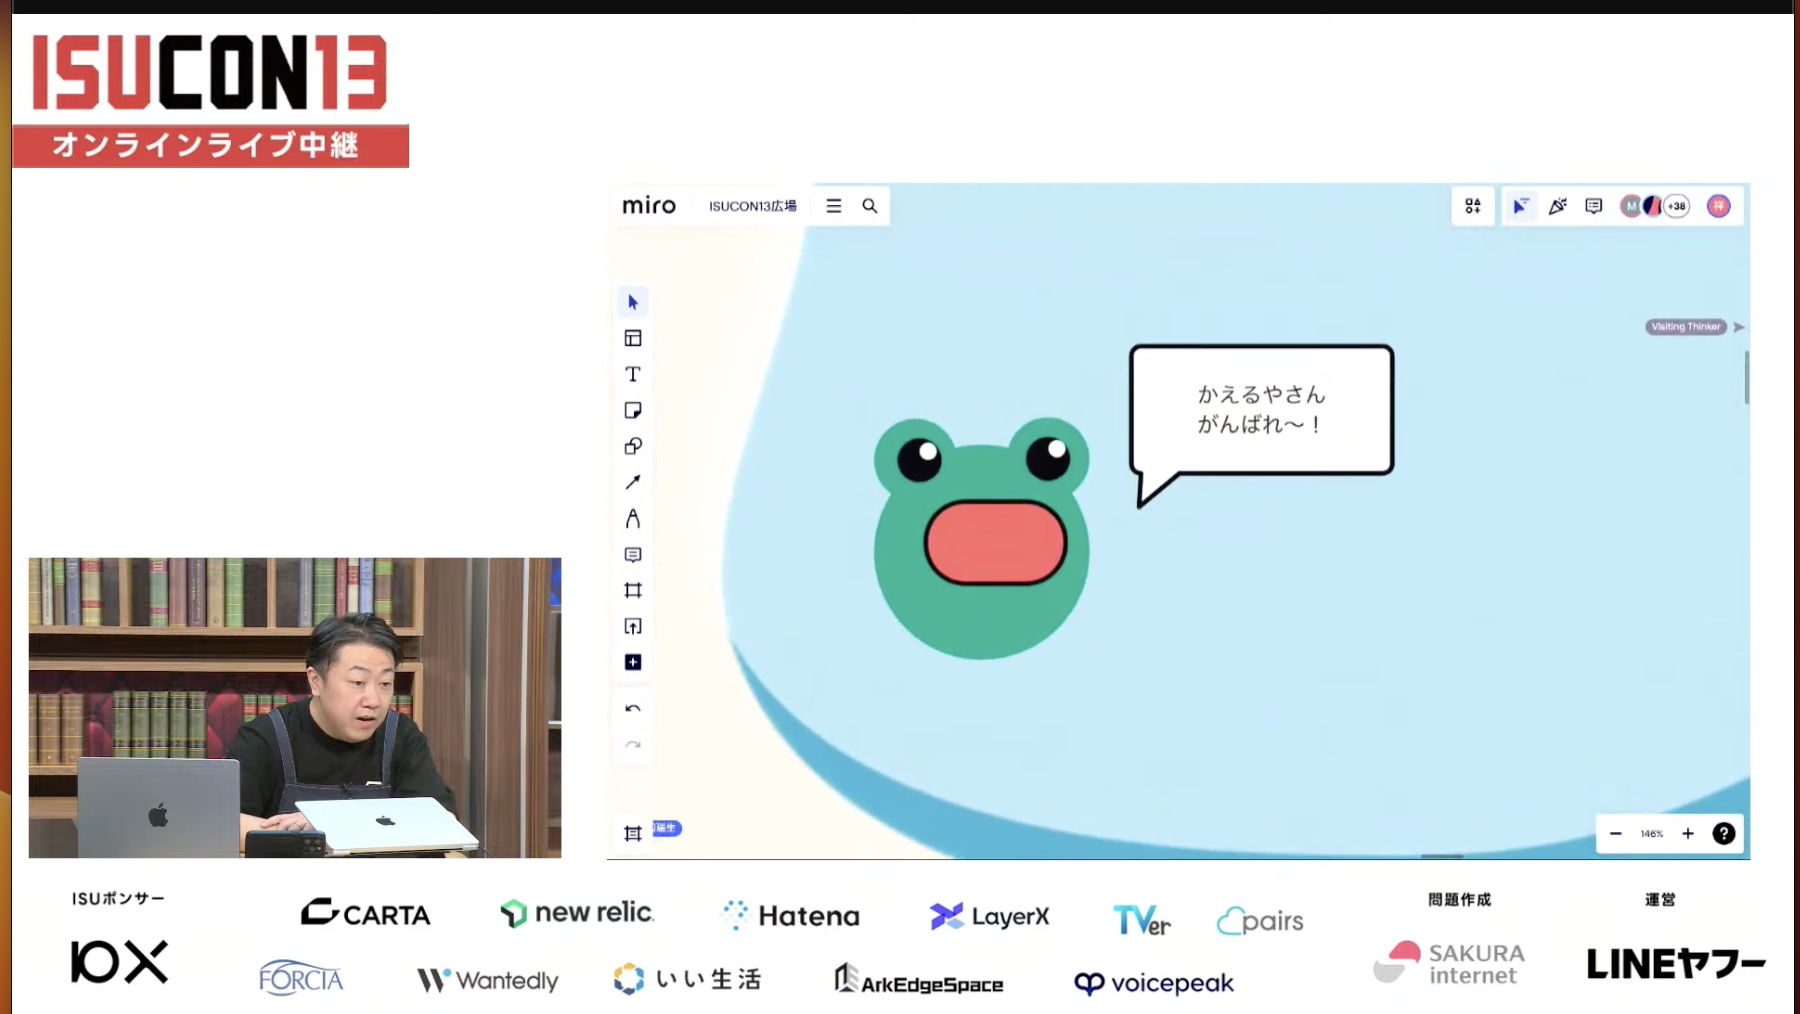 ISUCON13
オンラインライブ中継
miro
ISUCON13広場
M
+38
祥
Visiting Thinker
かえるやさん
がんばれ〜！
瑞生
146%
ISUポンサー
問題作成
運営
CARTA
new relic.
Hatena
LayerX
TVer
pairs
10X
FORCIA
Wantedly
いい生活
ArkEdgeSpace
voicepeak
SAKURA
internet
LINEヤフー